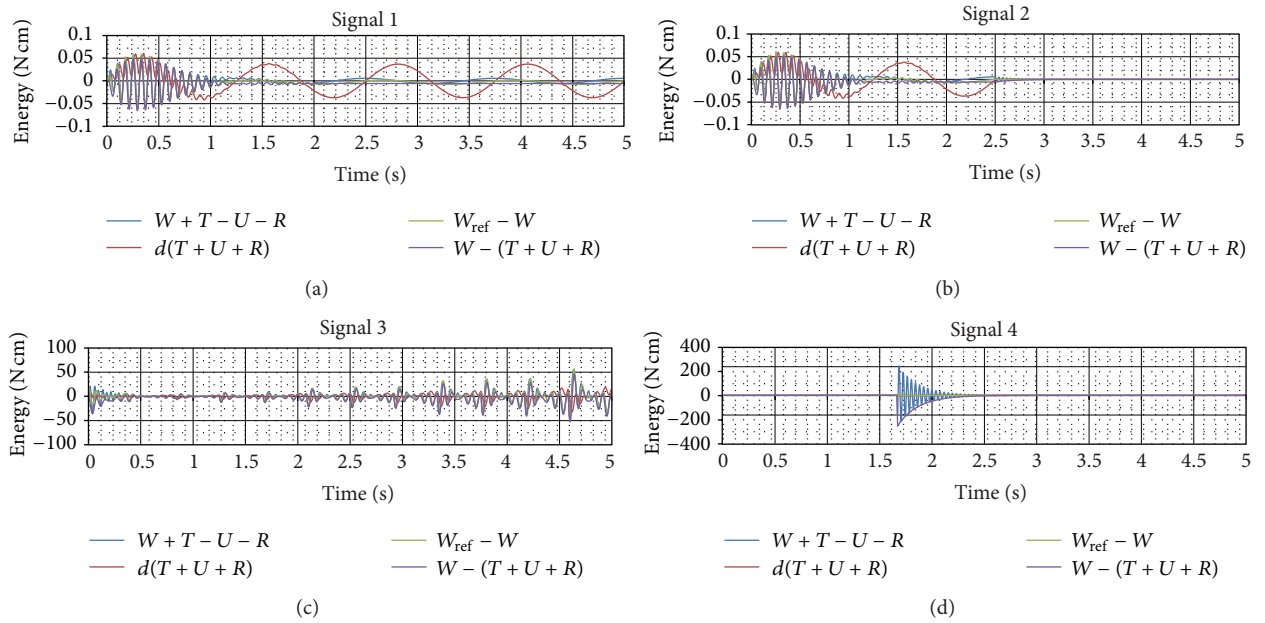 Signal 1
Energy (N cm)
0.1
0.05
0
−0.05
−0.1
0 0.5 1 1.5 2 2.5 3 3.5 4 4.5 5
Time (s)
W + T − U − R
W_ref − W
d(T + U + R)
W − (T + U + R)
(a)
Signal 2
Energy (N cm)
0.1
0.05
0
−0.05
0.1
0 0.5 1 1.5 2 2.5 3 3.5 4 4.5 5
Time (s)
W + T − U − R
W_ref − W
d(T + U + R)
W − (T + U + R)
(b)
Signal 3
Energy (N cm)
100
50
0
−50
−100
0 0.5 1 1.5 2 2.5 3 3.5 4 4.5 5
Time (s)
W + T − U − R
W_ref − W
d(T + U + R)
W − (T + U + R)
(c)
Signal 4
Energy (N cm)
400
200
0
−200
−400
0 0.5 1 1.5 2 2.5 3 3.5 4 4.5 5
Time (s)
W + T − U − R
W_ref − W
d(T + U + R)
W − (T + U + R)
(d)